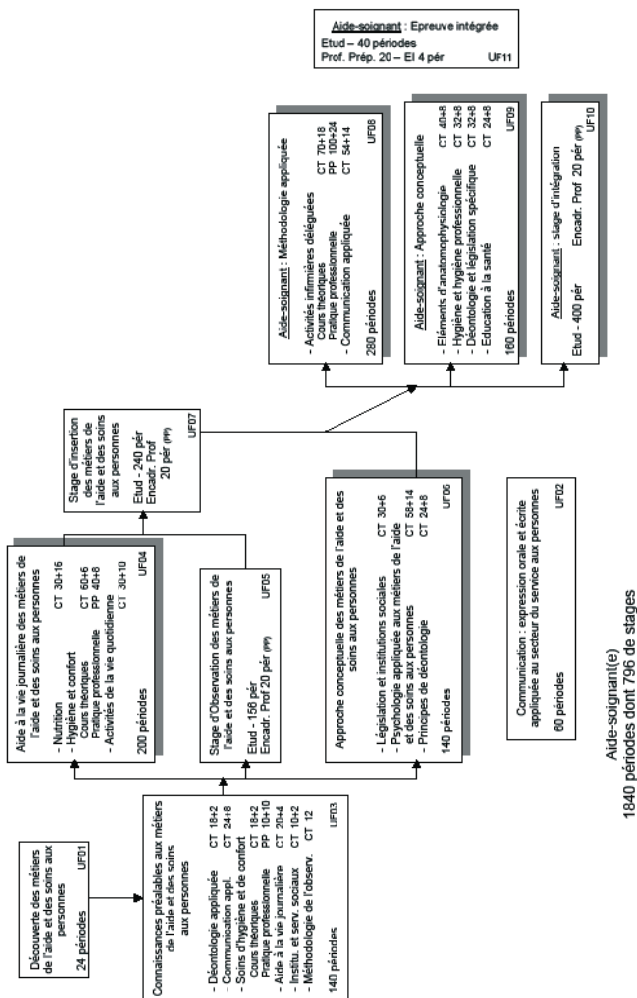 Découverte des métiers
de l'aide et des soins aux
personnes
24 périodes UF01
Connaissances préalables aux métiers
de l'aide et des soins
aux personnes
- Déontologie appliquée CT 18+2
- Communication appl. CT 24+8
- Soins d'hygiène et de confort
Cours théoriques CT 18+2
Pratique professionnelle PP 10+10
- Aide à la vie journalière CT 20+4
- Institu. et serv. sociaux CT 10+2
- Méthodologie de l'observ. CT 12
140 périodes UF03
Aide à la vie journalière des métiers de
l'aide et des soins aux personnes
- Nutrition CT 30+16
- Hygiène et confort
Cours théoriques CT 60+6
Pratique professionnelle PP 40+8
- Activités de la vie quotidienne
CT 30+10
200 périodes UF04
Stage d'Observation des métiers de
l'aide et des soins aux personnes
Etud - 156 pér
Encadr. Prof 20 pér (PP) UF05
Approche conceptuelle des métiers de l'aide et des
soins aux personnes
- Législation et institutions sociales CT 30+6
- Psychologie appliquée aux métiers de l'aide
et des soins aux personnes CT 58+14
- Principes de déontologie CT 24+8
140 périodes UF06
Communication : expression orale et écrite
appliquée au secteur du service aux personnes
60 périodes UF02
Stage d'insertion
des métiers de
l'aide et des soins
aux personnes
Etud - 240 pér
Encadr. Prof
20 pér (PP)
UF07
Aide-soignant : Méthodologie appliquée
- Activités infirmières déléguées
Cours théoriques CT 70+18
Pratique professionnelle PP 100+24
- Communication appliquée CT 54+14
280 périodes UF08
Aide-soignant : Approche conceptuelle
- Eléments d'anatomophysiologie CT 40+8
- Hygiène et hygiène professionnelle CT 32+8
- Déontologie et législation spécifique CT 32+8
- Education à la santé CT 24+8
160 périodes UF09
Aide-soignant : stage d'intégration
Etud - 400 pér Encadr. Prof 20 pér (PP)
UF10
Aide-soignant : Epreuve intégrée
Etud – 40 périodes
Prof. Prép. 20 – EI 4 pér UF11
Aide-soignant(e)
1840 périodes dont 796 de stages